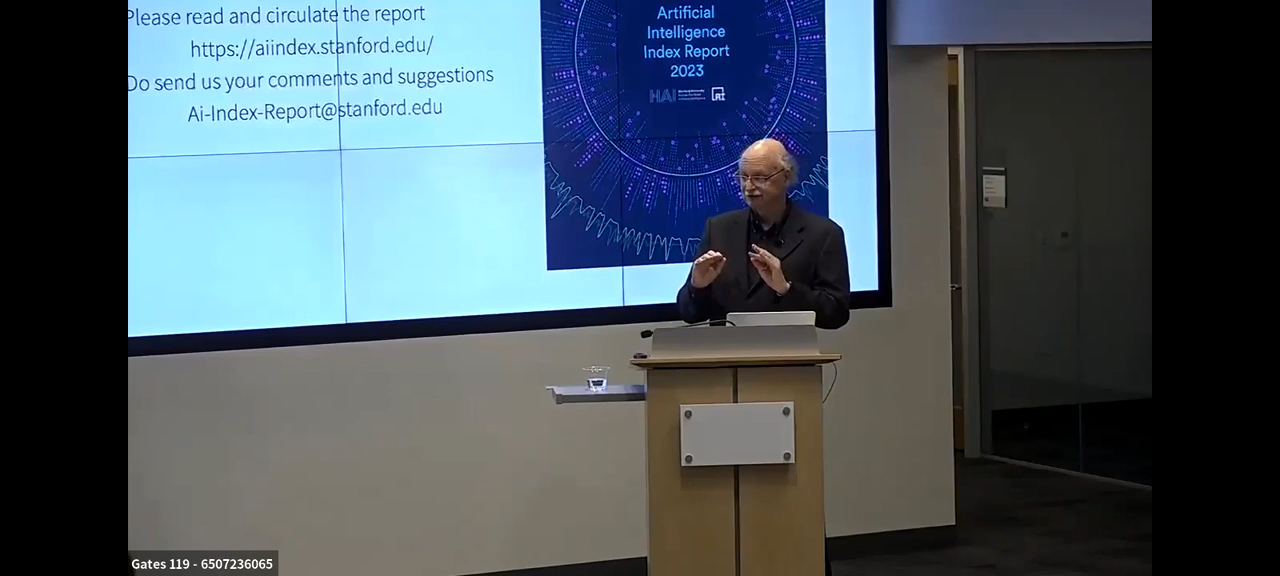 Please read and circulate the report
https://aiindex.stanford.edu/
Do send us your comments and suggestions
Ai-Index-Report@stanford.edu
Artificial
Intelligence
Index Report
2023
HAI
Gates 119 - 6507236065